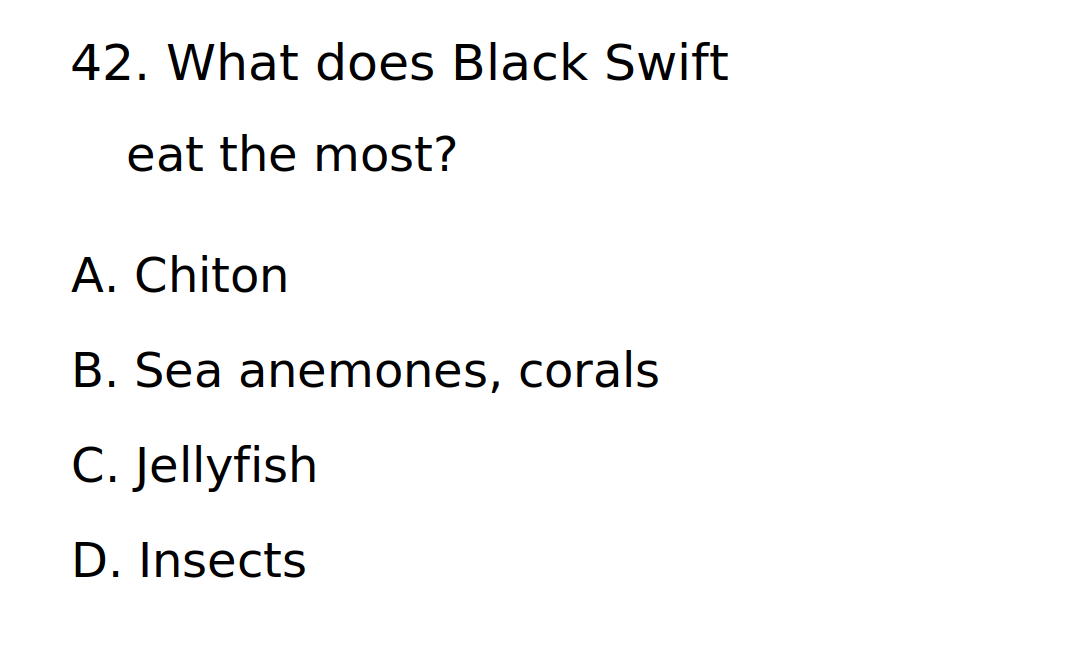 42. What does Black Swift
eat the most?
A. Chiton
B. Sea anemones, corals
C. Jellyfish
D. Insects